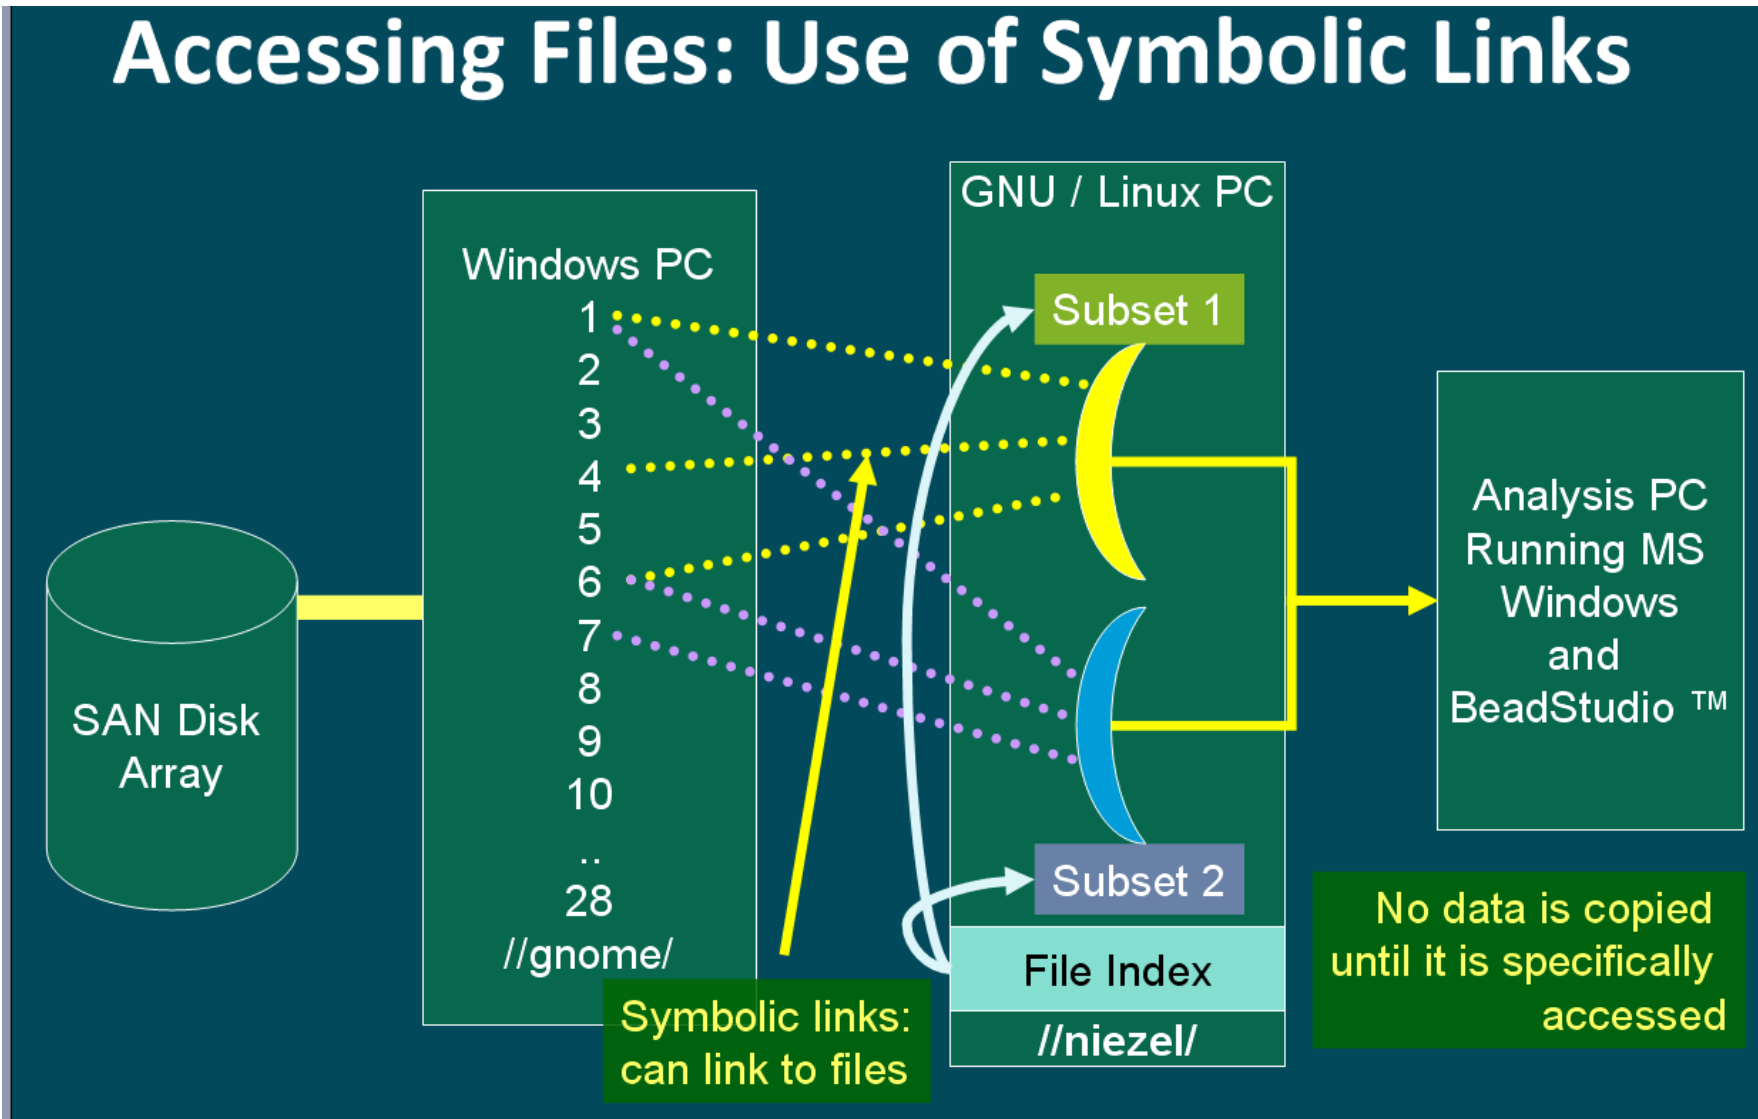 Accessing Files: Use of Symbolic Links
SAN Disk
Array
Windows PC
1
2
3
4
5
6
7
8
9
10
..
28
//gnome/
Symbolic links:
can link to files
GNU / Linux PC
Subset 1
Subset 2
File Index
//niezel/
Analysis PC
Running MS
Windows
and
BeadStudio ™
No data is copied
until it is specifically
accessed